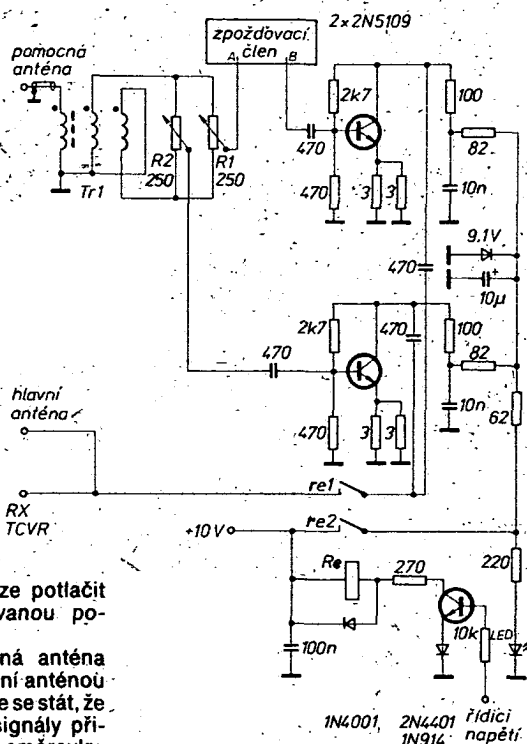 2x2N5109
zpožďovací
člen
A
B
pomocná
anténa
2k7
100
R2
250
R1
250
Tr1
470
82
470
3
3
10n
9.1V
470
+
10µ
2k7
470
100
470
82
hlavní
anténa
470
3
3
10n
62
re1
RX
TCVR
+10V
re2
Re
270
220
10k
LED
100n
1N4001
2N4401
1N914
řídicí
napětí
ze potlačit
vanou po-
ná anténa
ní anténou
e se stát, že
signály při-